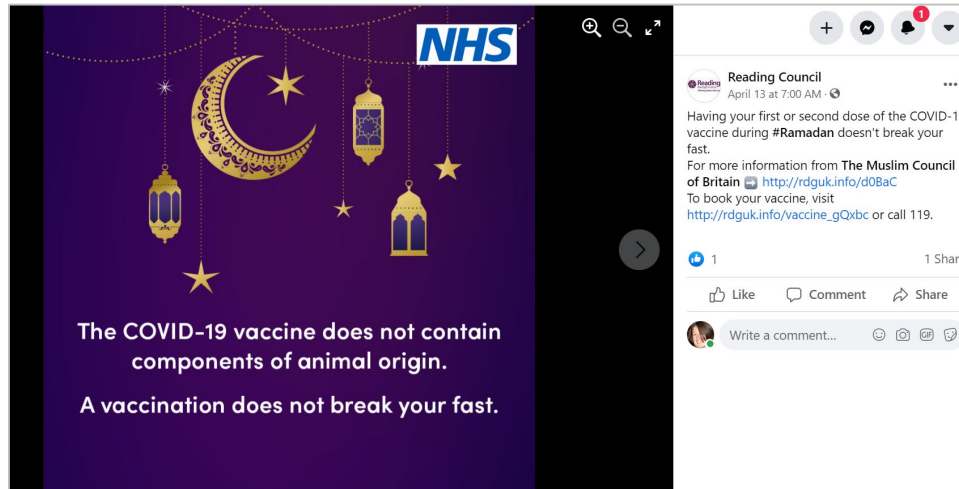 NHS
The COVID-19 vaccine does not contain
components of animal origin.
A vaccination does not break your fast.
1
Reading
Reading Council
April 13 at 7:00 AM ·
Having your first or second dose of the COVID-1
vaccine during #Ramadan doesn't break your
fast.
For more information from The Muslim Council
of Britain ➡ http://rdguk.info/d0BaC
To book your vaccine, visit
http://rdguk.info/vaccine_gQxbc or call 119.
1 1 Shar
Like Comment Share
Write a comment... GIF